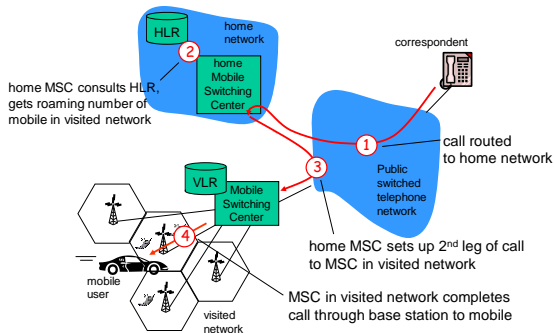 HLR
home
network
2
correspondent
home MSC consults HLR,
gets roaming number of
mobile in visited network
home
Mobile
Switching
Center
1
call routed
to home network
3
Public
switched
telephone
network
VLR
Mobile
Switching
Center
4
home MSC sets up 2nd leg of call
to MSC in visited network
mobile
user
MSC in visited network completes
call through base station to mobile
visited
network